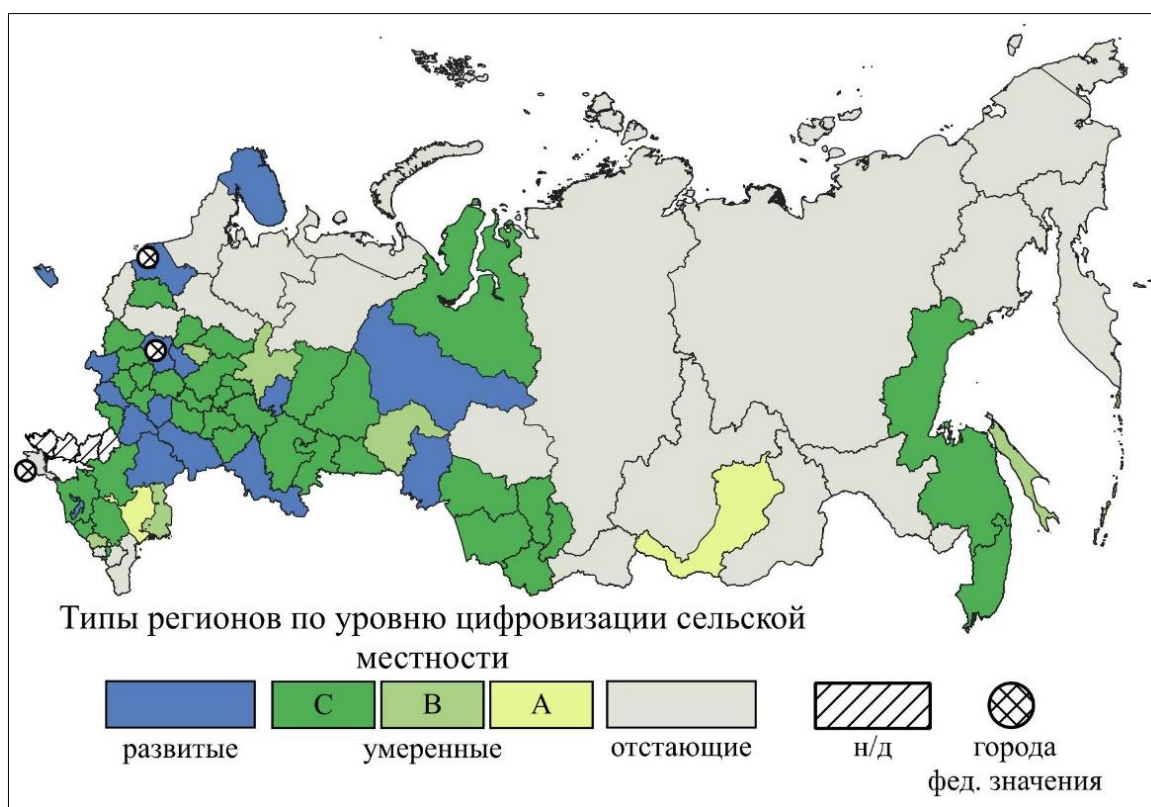 Типы регионов по уровню цифровизации сельской
местности
C B A
развитые умеренные отстающие н/д города
фед. значения